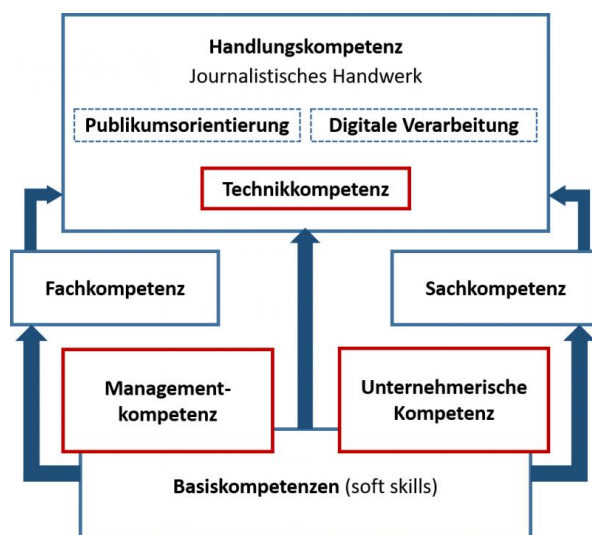 Handlungskompetenz
Journalistisches Handwerk
Publikumsorientierung
Digitale Verarbeitung
Technikkompetenz
Fachkompetenz
Sachkompetenz
Management-
kompetenz
Unternehmerische
Kompetenz
Basiskompetenzen (soft skills)